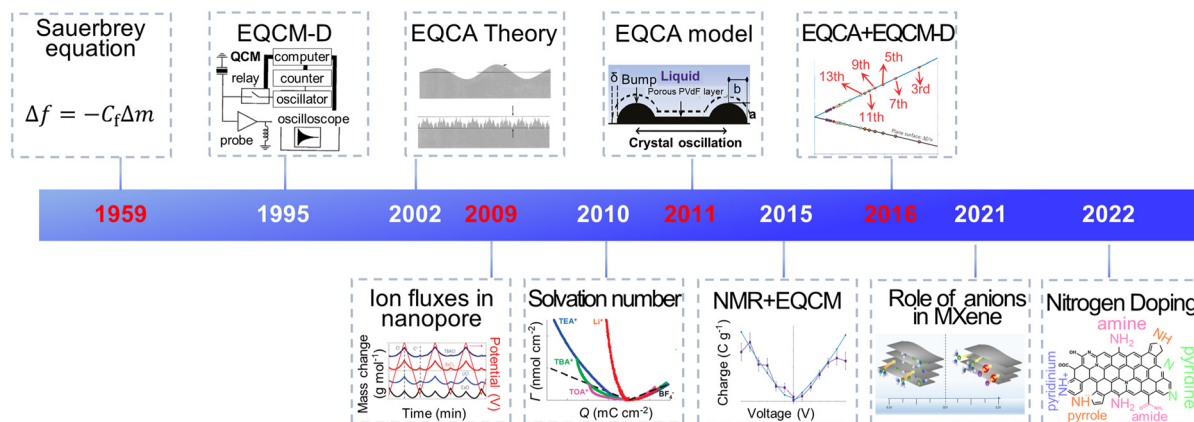 Sauerbrey
equation
Δf = −CfΔm
EQCM-D
QCM
computer
relay
counter
oscillator
oscilloscope
probe
EQCA Theory
EQCA model
δ
Bump
Liquid
b
Porous PVdF layer
a
Crystal oscillation
EQCA+EQCM-D
5th
9th
13th
3rd
7th
11th
1959
1995
2002
2009
2010
2011
2015
2016
2021
2022
Ion fluxes in
nanopore
Mass change
(g mol⁻¹)
Potential
(V)
Time (min)
Solvation number
TEA⁺
Li⁺
TBA⁺
TOA⁺
BF₄⁻
Γ (nmol cm⁻²)
Q (mC cm⁻²)
NMR+EQCM
Charge (C g⁻¹)
Voltage (V)
Role of anions
in MXene
Nitrogen Doping
amine
NH₂
NH
N
pyridinium
NH+
pyridine
N
NH
pyrrole
NH₂
amide